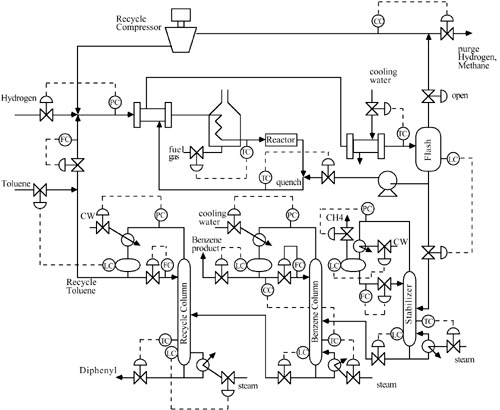 Recycle
Compressor
CC
purge
Hydrogen,
Methane
Hydrogen
PC
cooling
water
open
FC
fuel
gas
TC
Reactor
TC
quench
TC
Flash
LC
Toluene
CW
PC
cooling
water
PC
CH4
PC
CW
Benzene
product
LC
FC
LC
FC
LC
FC
CC
Recycle
Toluene
Recycle Column
Benzene Column
Stabilizer
TC
LC
TC
LC
TC
LC
Diphenyl
steam
steam
steam